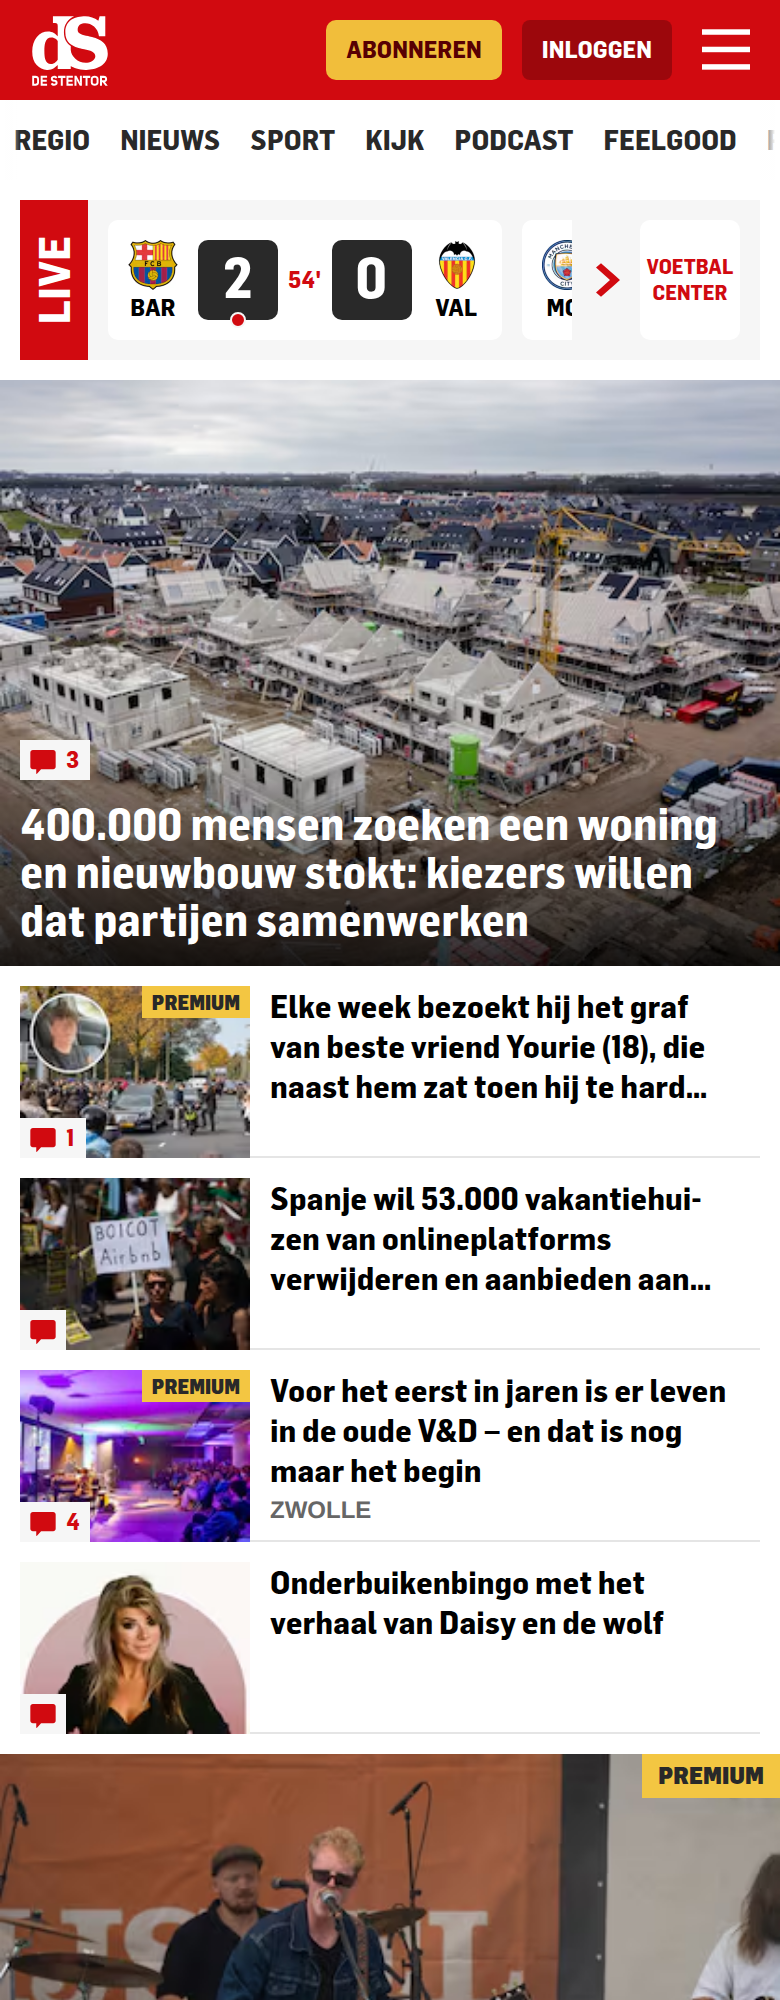 dS
DE STENTOR
ABONNEREN
INLOGGEN
REGIO NIEUWS SPORT KIJK PODCAST FEELGOOD
LIVE
FCB
BAR
2
54'
0
VAL
MC
VOETBAL
CENTER
3
400.000 mensen zoeken een woning
en nieuwbouw stokt: kiezers willen
dat partijen samenwerken
PREMIUM
1
Elke week bezoekt hij het graf
van beste vriend Yourie (18), die
naast hem zat toen hij te hard...
BOICOT
Airbnb
Spanje wil 53.000 vakantiehui-
zen van onlineplatforms
verwijderen en aanbieden aan...
PREMIUM
4
Voor het eerst in jaren is er leven
in de oude V&D – en dat is nog
maar het begin
ZWOLLE
Onderbuikenbingo met het
verhaal van Daisy en de wolf
PREMIUM